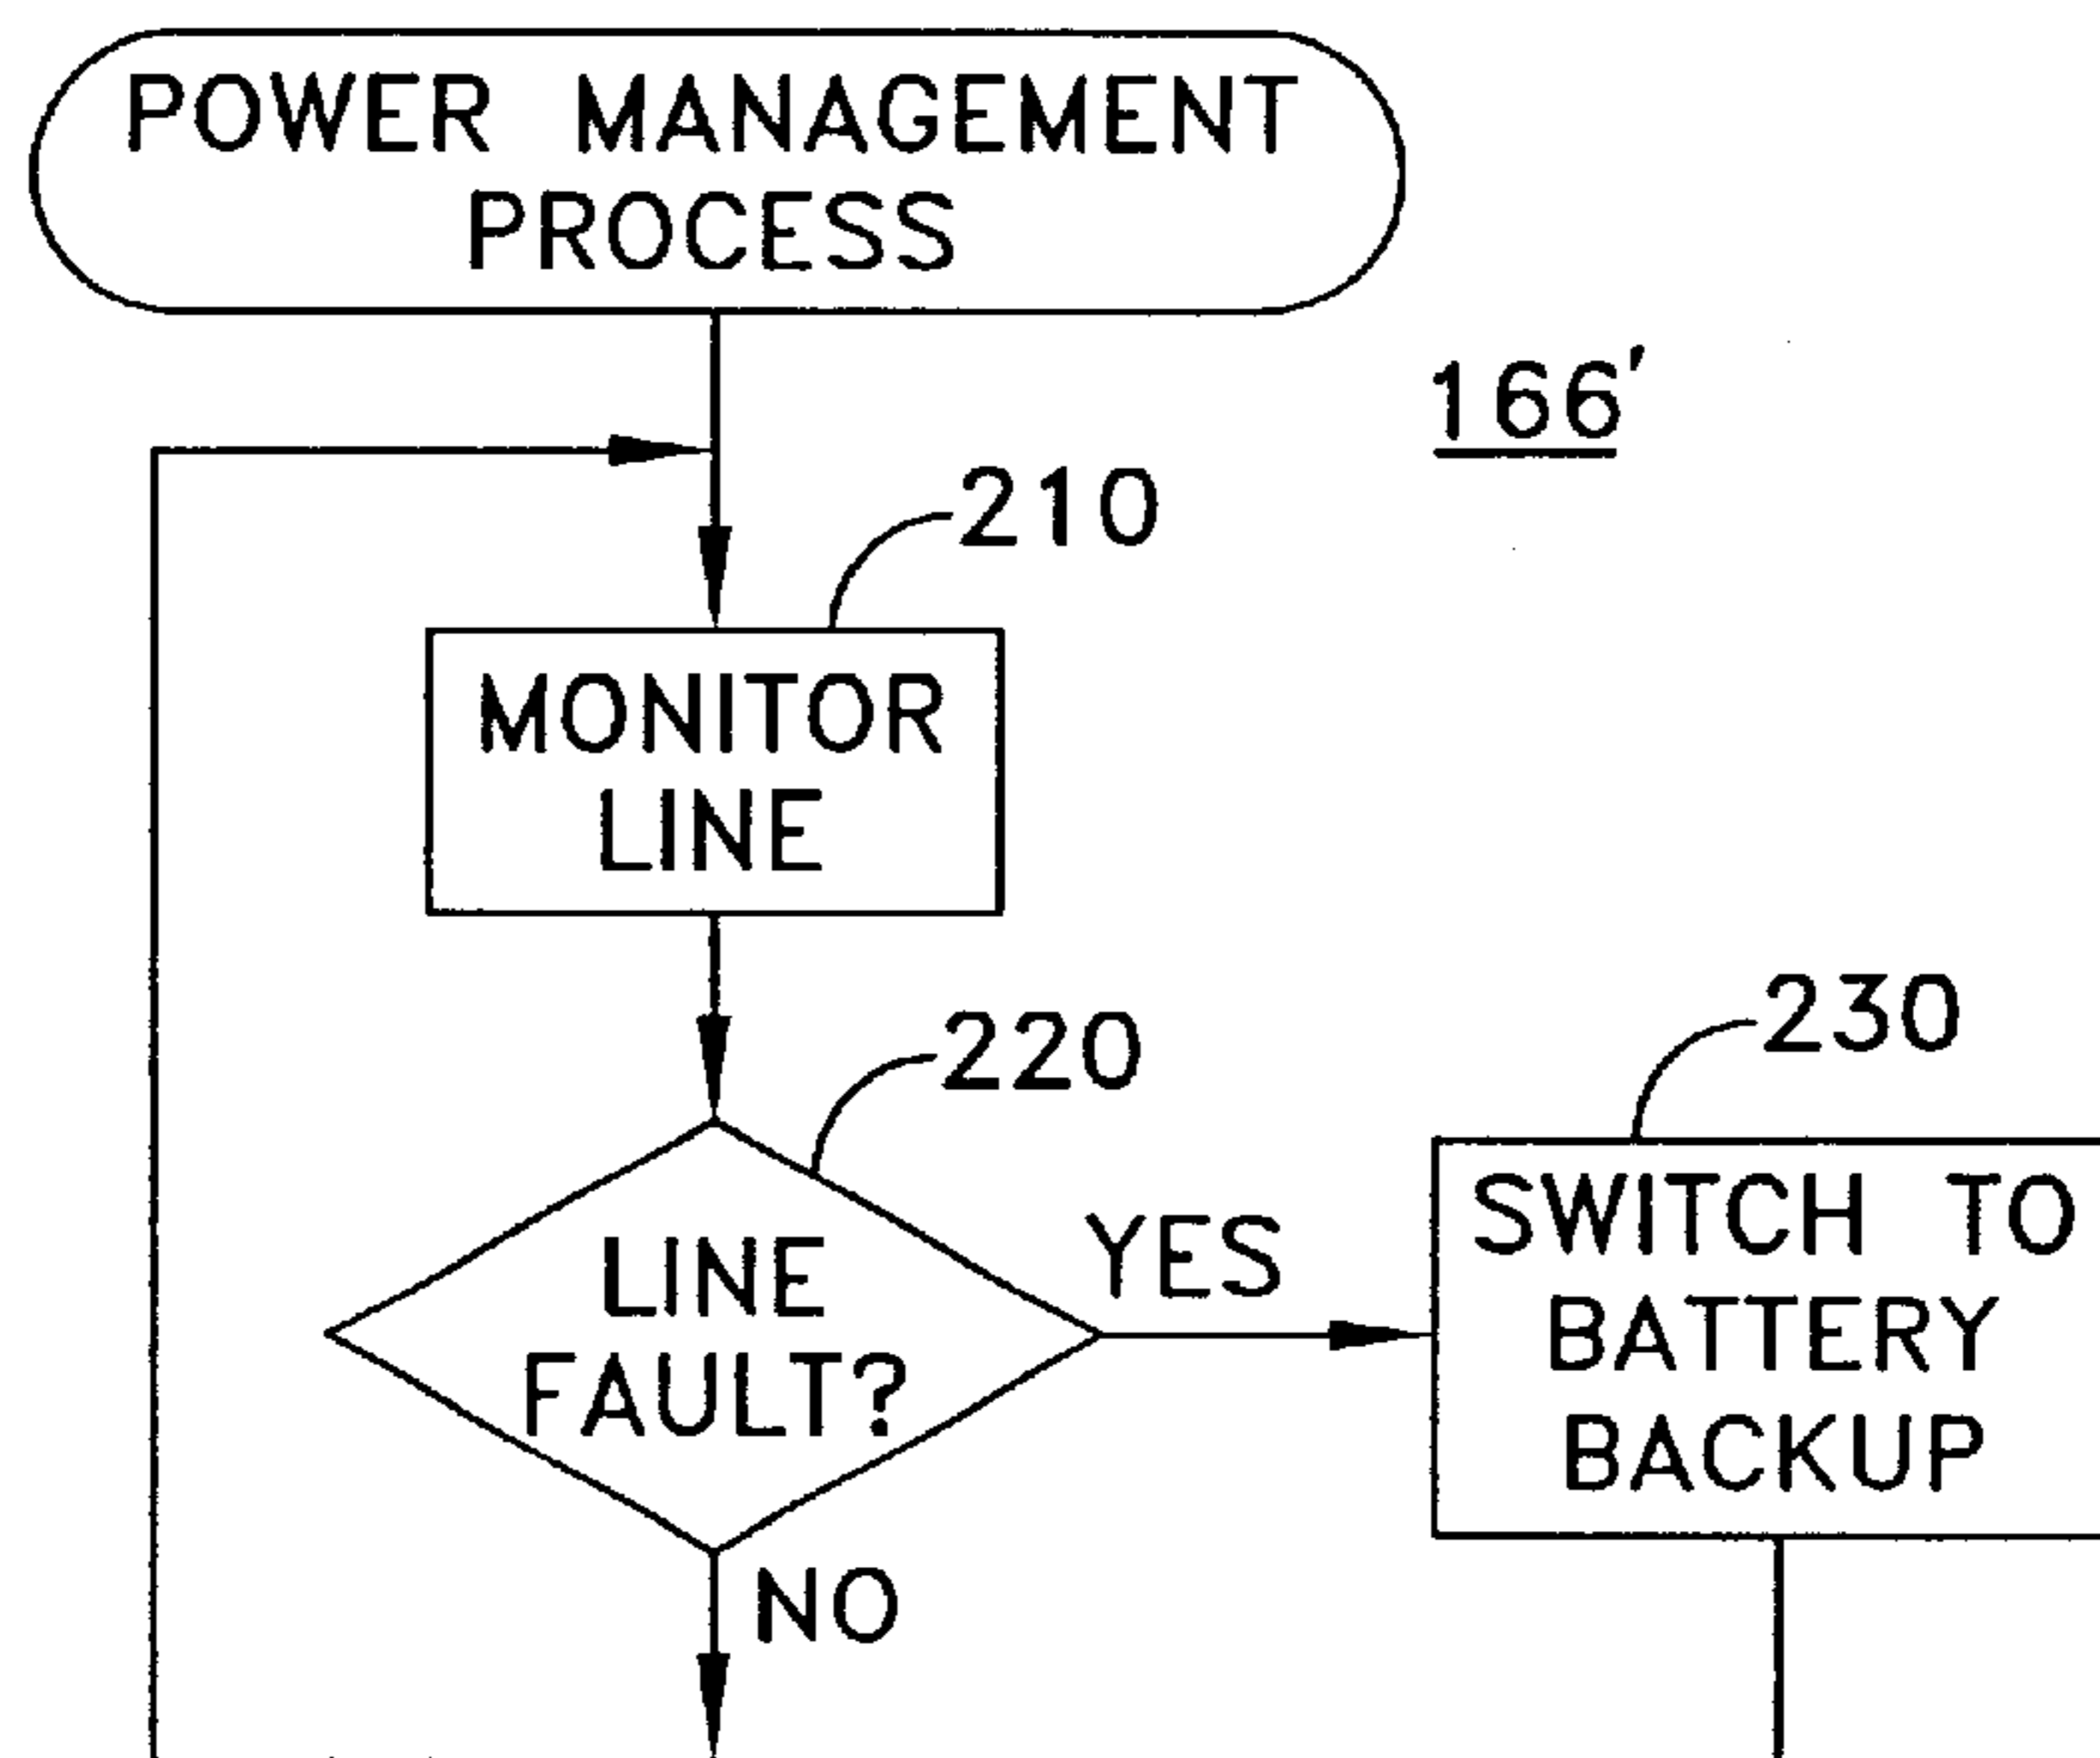 POWER MANAGEMENT
PROCESS
166'
210
MONITOR
LINE
220
230
LINE
FAULT?
YES
SWITCH TO
BATTERY
BACKUP
NO